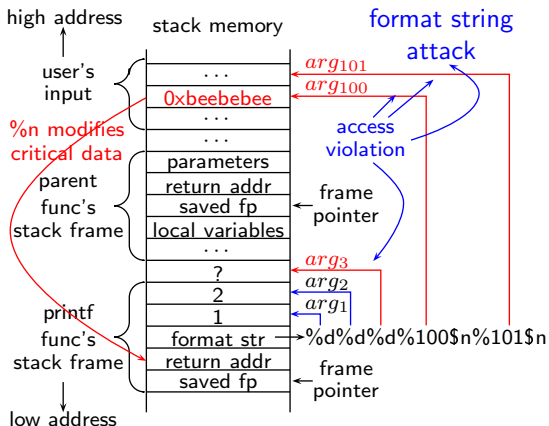 high address
stack memory
format string
attack
user's
input
. . .
arg101
0xbeebebee
arg100
. . .
%n modifies
critical data
. . .
access
violation
parent
func's
stack frame
parameters
return addr
saved fp
frame
pointer
local variables
. . .
?
arg3
2
arg2
1
arg1
printf
func's
stack frame
format str
%d%d%d%100$n%101$n
return addr
saved fp
frame
pointer
low address